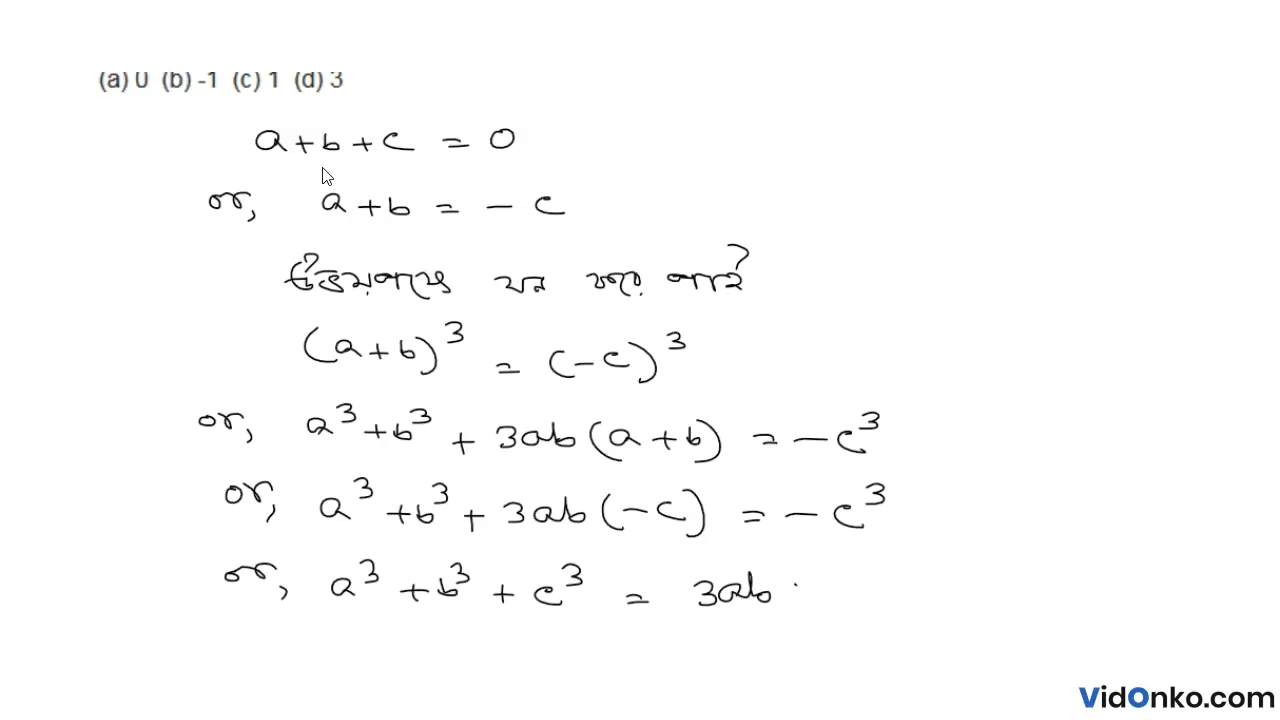 (a) 0 (b) -1 (c) 1 (d) 3
a + b + c = 0
or, a + b = - c
উভয়পক্ষে ঘন করে পাই
(a + b)³ = (- c)³
or, a³ + b³ + 3ab (a + b) = - c³
or, a³ + b³ + 3ab (- c) = - c³
or, a³ + b³ + c³ = 3ab
VidOnko.com